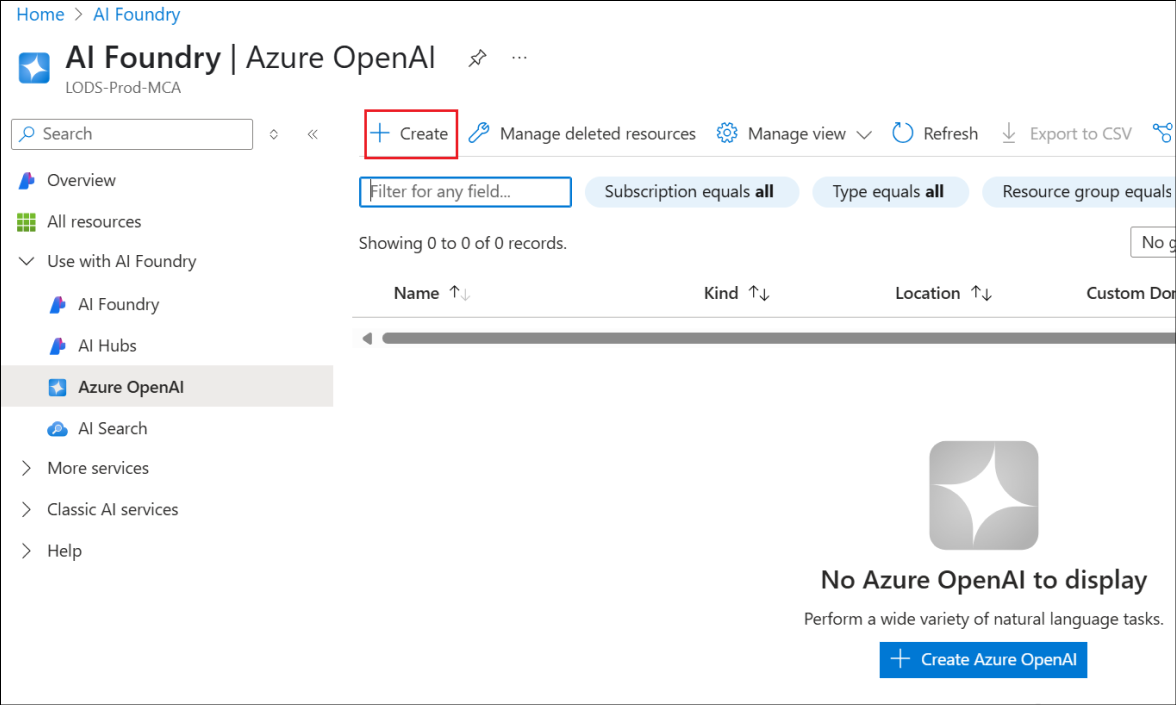 Home > AI Foundry
AI Foundry | Azure OpenAI ...
LODS-Prod-MCA
Search
Overview
All resources
Use with AI Foundry
AI Foundry
AI Hubs
Azure OpenAI
AI Search
More services
Classic AI services
Help
+ Create Manage deleted resources Manage view Refresh Export to CSV
Filter for any field... Subscription equals all Type equals all Resource group equals
Showing 0 to 0 of 0 records.
No g
Name ↑↓ Kind ↑↓ Location ↑↓ Custom Dor
No Azure OpenAI to display
Perform a wide variety of natural language tasks.
+ Create Azure OpenAI